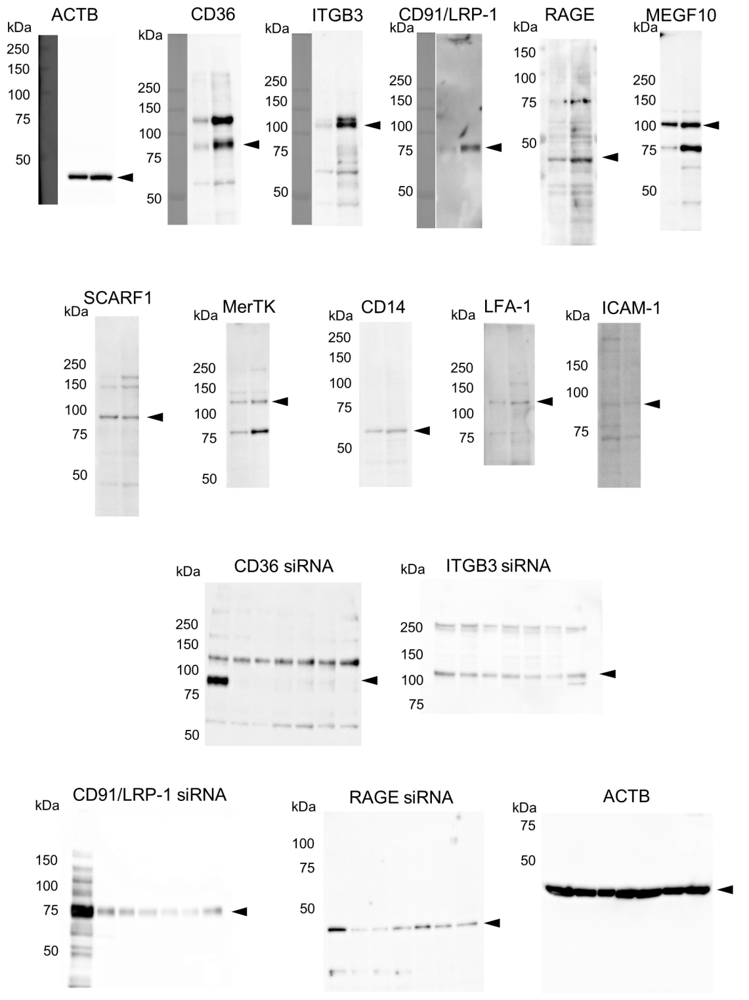 ACTB
kDa
250
150
100
75
50
CD36
kDa
250
150
100
75
50
ITGB3
kDa
250
150
100
75
50
CD91/LRP-1
kDa
250
150
100
75
50
RAGE
kDa
150
100
75
50
MEGF10
kDa
250
150
100
75
50
SCARF1
kDa
250
150
100
75
50
MerTK
kDa
250
150
100
75
50
CD14
kDa
250
150
100
75
50
LFA-1
kDa
250
150
100
75
ICAM-1
kDa
150
100
75
CD36 siRNA
kDa
250
150
100
75
50
ITGB3 siRNA
kDa
250
150
100
75
CD91/LRP-1 siRNA
kDa
150
100
75
50
RAGE siRNA
kDa
100
75
50
ACTB
kDa
75
50